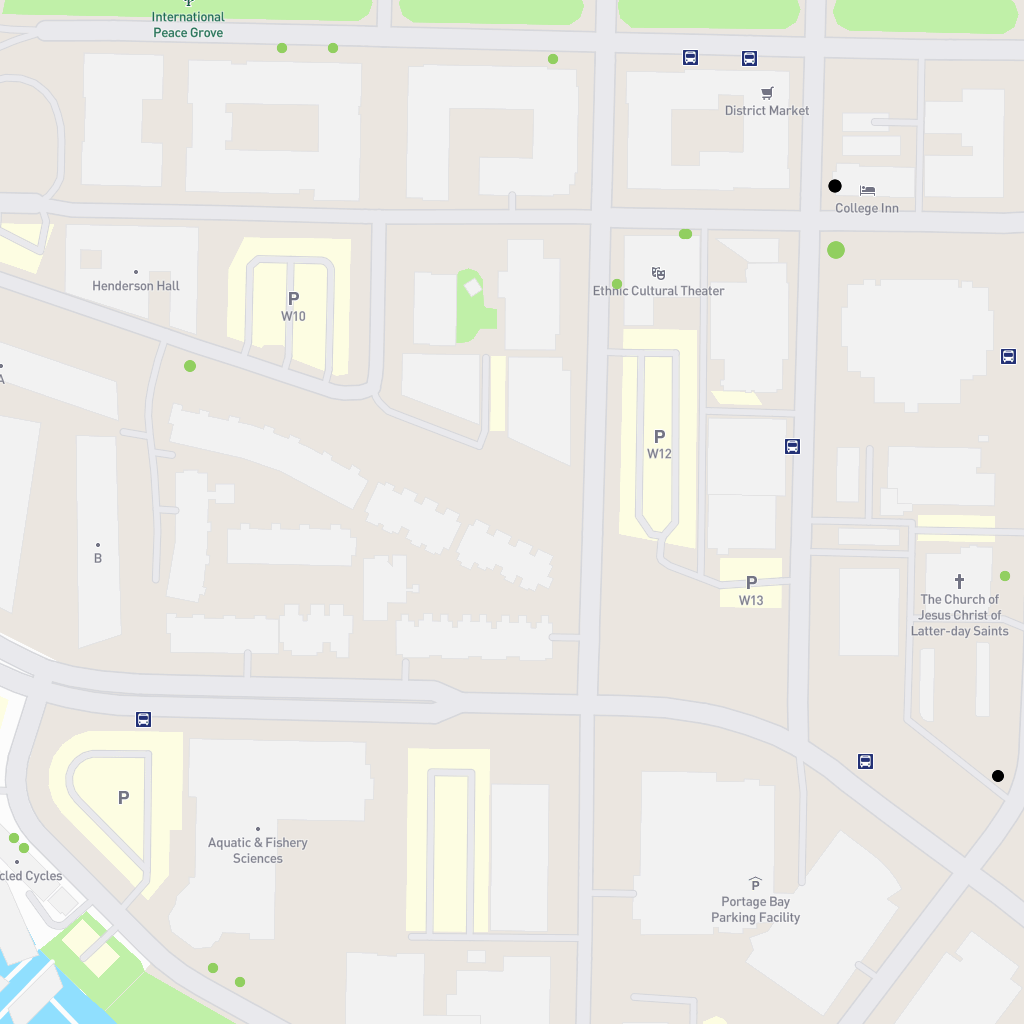 International
Peace Grove
District Market
College Inn
Henderson Hall
P
W10
Ethnic Cultural Theater
A
P
W12
B
P
W13
The Church of
Jesus Christ of
Latter-day Saints
P
Aquatic & Fishery
Sciences
cled Cycles
P
Portage Bay
Parking Facility